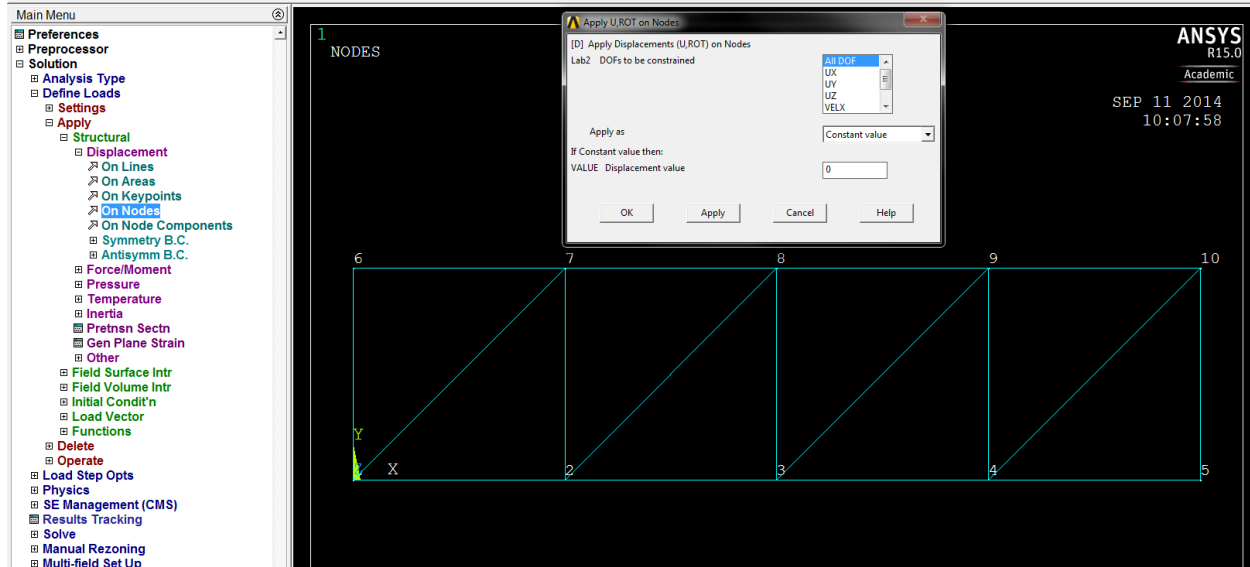 Main Menu
Preferences
Preprocessor
Solution
Analysis Type
Define Loads
Settings
Apply
Structural
Displacement
On Lines
On Areas
On Keypoints
On Nodes
On Node Components
Symmetry B.C.
Antisymm B.C.
Force/Moment
Pressure
Temperature
Inertia
Pretnsn Sectn
Gen Plane Strain
Other
Field Surface Intr
Field Volume Intr
Initial Condit'n
Load Vector
Functions
Delete
Operate
Load Step Opts
Physics
SE Management (CMS)
Results Tracking
Solve
Manual Rezoning
Multi-field Set Up
1
NODES
Apply U,ROT on Nodes
[D] Apply Displacements (U,ROT) on Nodes
Lab2 DOFs to be constrained
All DOF
UX
UY
UZ
VELX
Apply as
Constant value
If Constant value then:
VALUE Displacement value
0
OK Apply Cancel Help
ANSYS
R15.0
Academic
SEP 11 2014
10:07:58
6 7 8 9 10
Y
X 2 3 4 5